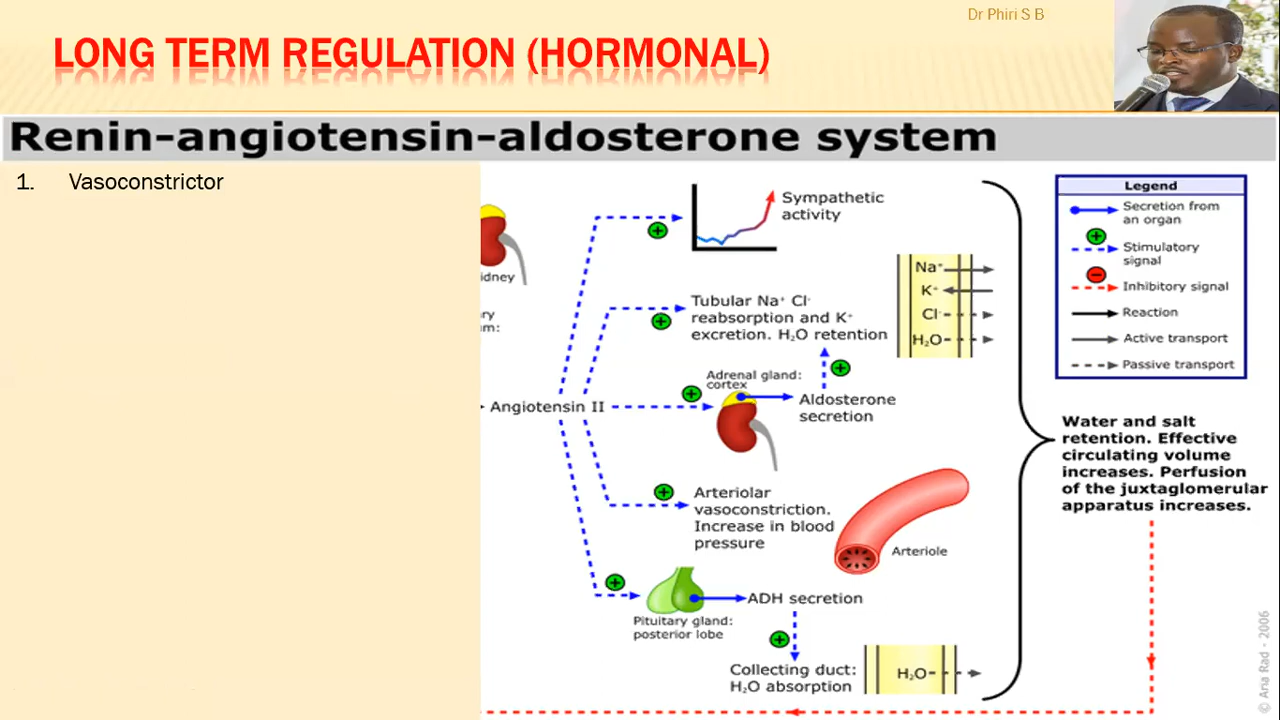 Dr Phiri S B
LONG TERM REGULATION (HORMONAL)
Renin-angiotensin-aldosterone system
1. Vasoconstrictor
idney
ary
m:
Angiotensin II
Sympathetic
activity
Tubular Na⁺ Cl⁻
reabsorption and K⁺
excretion. H₂O retention
Adrenal gland:
cortex
Aldosterone
secretion
Arteriolar
vasoconstriction.
Increase in blood
pressure
Arteriole
Pituitary gland:
posterior lobe
ADH secretion
Collecting duct:
H₂O absorption
H₂O
Na⁺
K⁺
Cl⁻
H₂O
Legend
Secretion from
an organ
Stimulatory
signal
Inhibitory signal
Reaction
Active transport
Passive transport
Water and salt
retention. Effective
circulating volume
increases. Perfusion
of the juxtaglomerular
apparatus increases.
© Aria Rad - 2006